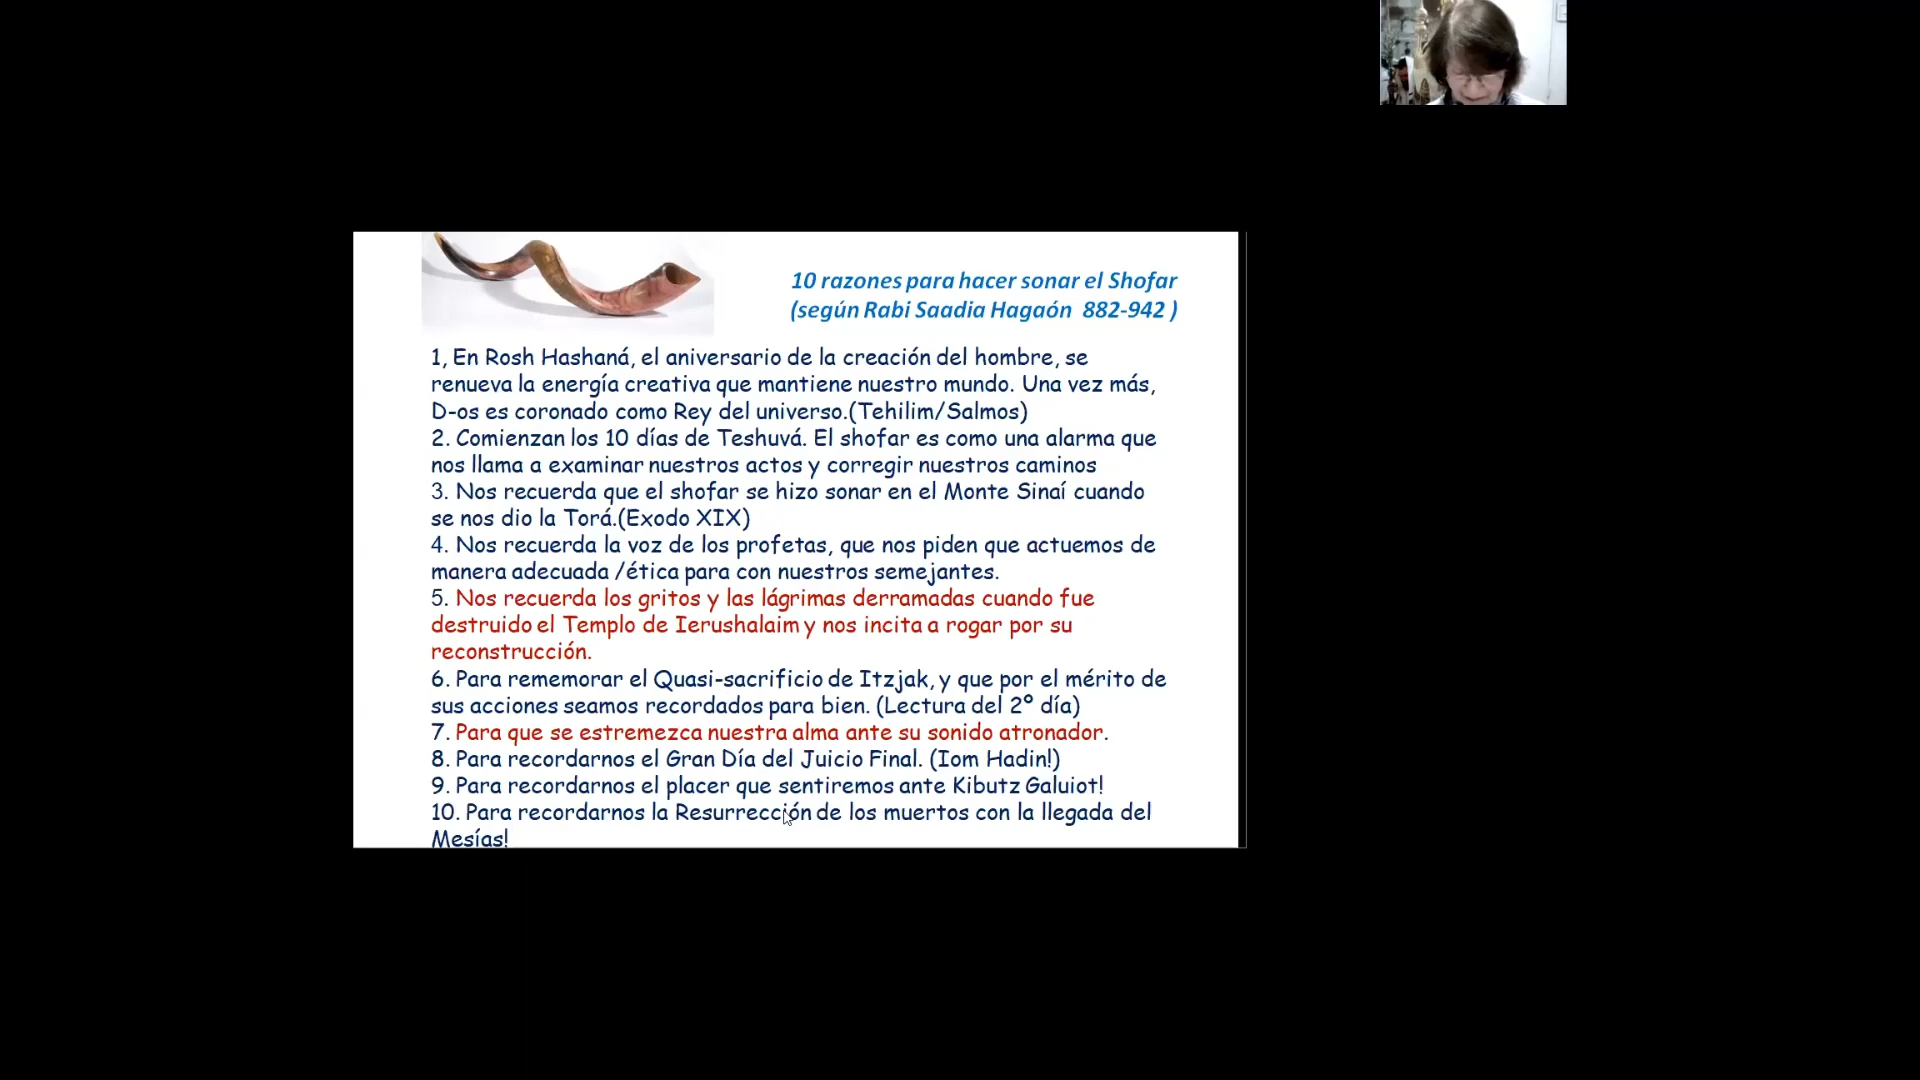 10 razones para hacer sonar el Shofar
(según Rabi Saadia Hagaón 882-942 )
1, En Rosh Hashaná, el aniversario de la creación del hombre, se
renueva la energía creativa que mantiene nuestro mundo. Una vez más,
D-os es coronado como Rey del universo.(Tehilim/Salmos)
2. Comienzan los 10 días de Teshuvá. El shofar es como una alarma que
nos llama a examinar nuestros actos y corregir nuestros caminos
3. Nos recuerda que el shofar se hizo sonar en el Monte Sinaí cuando
se nos dio la Torá.(Exodo XIX)
4. Nos recuerda la voz de los profetas, que nos piden que actuemos de
manera adecuada /ética para con nuestros semejantes.
5. Nos recuerda los gritos y las lágrimas derramadas cuando fue
destruido el Templo de Ierushalaim y nos incita a rogar por su
reconstrucción.
6. Para rememorar el Quasi-sacrificio de Itzjak, y que por el mérito de
sus acciones seamos recordados para bien. (Lectura del 2º día)
7. Para que se estremezca nuestra alma ante su sonido atronador.
8. Para recordarnos el Gran Día del Juicio Final. (Iom Hadin!)
9. Para recordarnos el placer que sentiremos ante Kibutz Galuiot!
10. Para recordarnos la Resurrección de los muertos con la llegada del
Mesías!